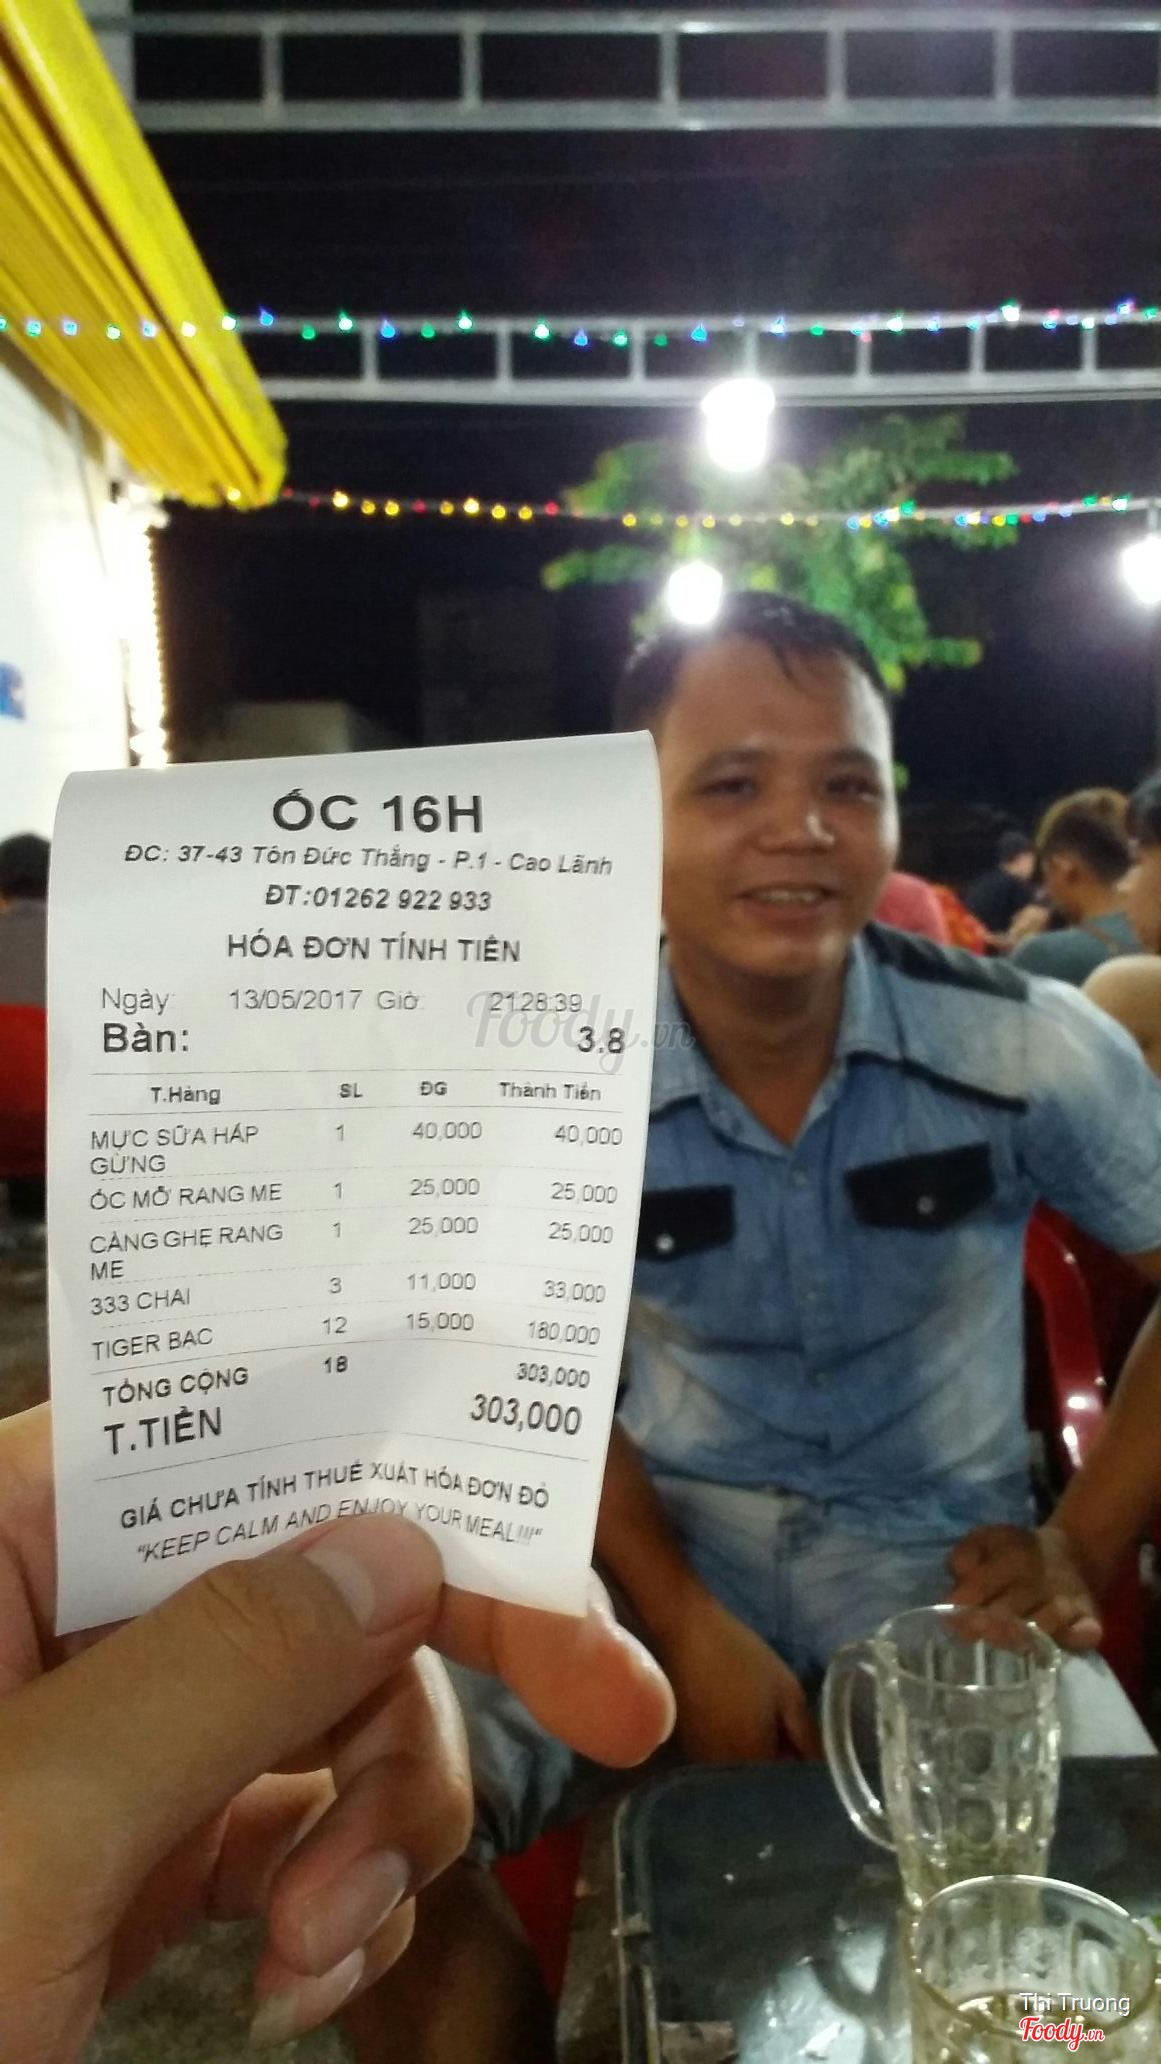 ỐC 16H
ĐC: 37-43 Tôn Đức Thắng - P.1 - Cao Lãnh
ĐT:01262 922 933
HÓA ĐƠN TÍNH TIỀN
Ngày: 13/05/2017 Giờ: 21:28:39
Bàn: 3.8
T.Hàng SL ĐG Thành Tiền
MỰC SỮA HẤP 1 40,000 40,000
GỪNG
ỐC MỠ RANG ME 1 25,000 25,000
CÀNG GHẸ RANG 1 25,000 25,000
ME
333 CHAI 3 11,000 33,000
TIGER BẠC 12 15,000 180,000
TỔNG CỘNG 18 303,000
T.TIỀN 303,000
GIÁ CHƯA TÍNH THUẾ XUẤT HÓA ĐƠN ĐỎ
"KEEP CALM AND ENJOY YOUR MEAL!!!"
Foody.vn
Thi Truong
Foody.vn